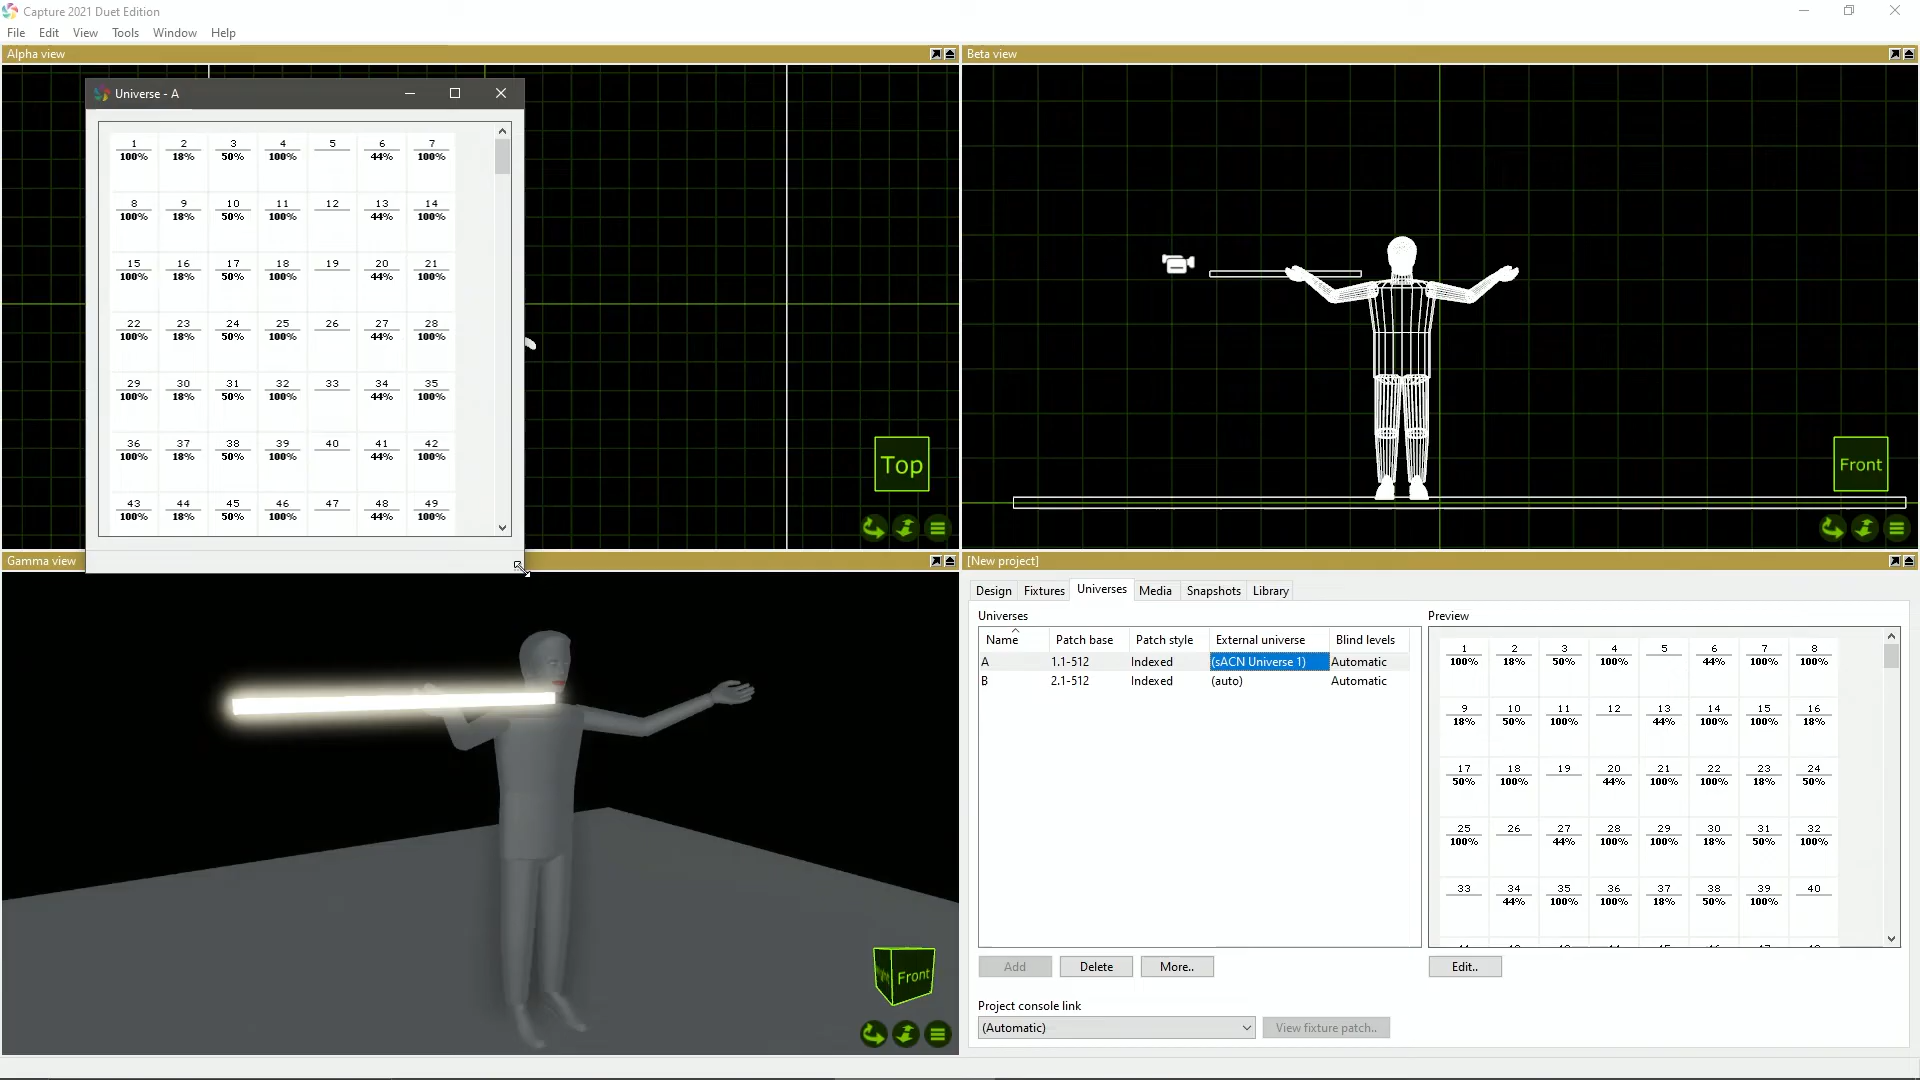 Capture 2021 Duet Edition
File Edit View Tools Window Help
Alpha view
Universe - A
1 2 3 4 5 6 7
100% 18% 50% 100% 44% 100%
8 9 10 11 12 13 14
100% 18% 50% 100% 44% 100%
15 16 17 18 19 20 21
100% 18% 50% 100% 44% 100%
22 23 24 25 26 27 28
100% 18% 50% 100% 44% 100%
29 30 31 32 33 34 35
100% 18% 50% 100% 44% 100%
36 37 38 39 40 41 42
100% 18% 50% 100% 44% 100%
43 44 45 46 47 48 49
100% 18% 50% 100% 44% 100%
Top
Beta view
Front
Gamma view
Front
[New project]
Design Fixtures Universes Media Snapshots Library
Universes
Name Patch base Patch style External universe Blind levels
A 1.1-512 Indexed (sACN Universe 1) Automatic
B 2.1-512 Indexed (auto) Automatic
Add Delete More..
Project console link
(Automatic) View fixture patch..
Preview
1 2 3 4 5 6 7 8
100% 18% 50% 100% 44% 100% 100%
9 10 11 12 13 14 15 16
18% 50% 100% 44% 100% 100% 18%
17 18 19 20 21 22 23 24
50% 100% 44% 100% 100% 18% 50%
25 26 27 28 29 30 31 32
100% 44% 100% 100% 18% 50% 100%
33 34 35 36 37 38 39 40
44% 100% 100% 18% 50% 100%
Edit..